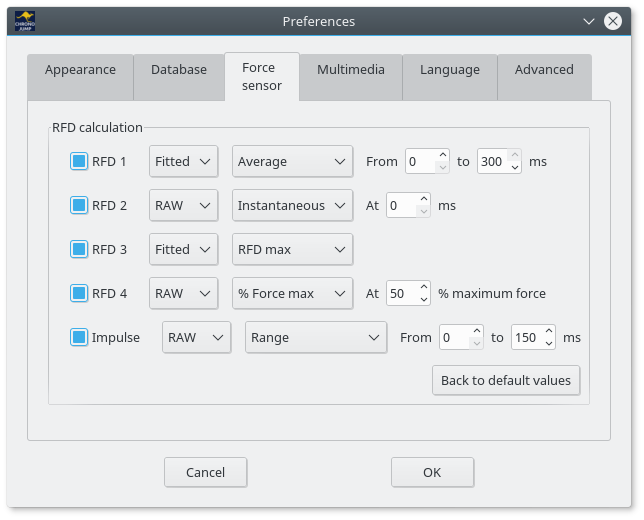 CHRONO
JUMP
Preferences
Appearance
Database
Force
sensor
Multimedia
Language
Advanced
RFD calculation
RFD 1 Fitted Average From 0 to 300 ms
RFD 2 RAW Instantaneous At 0 ms
RFD 3 Fitted RFD max
RFD 4 RAW % Force max At 50 % maximum force
Impulse RAW Range From 0 to 150 ms
Back to default values
Cancel OK